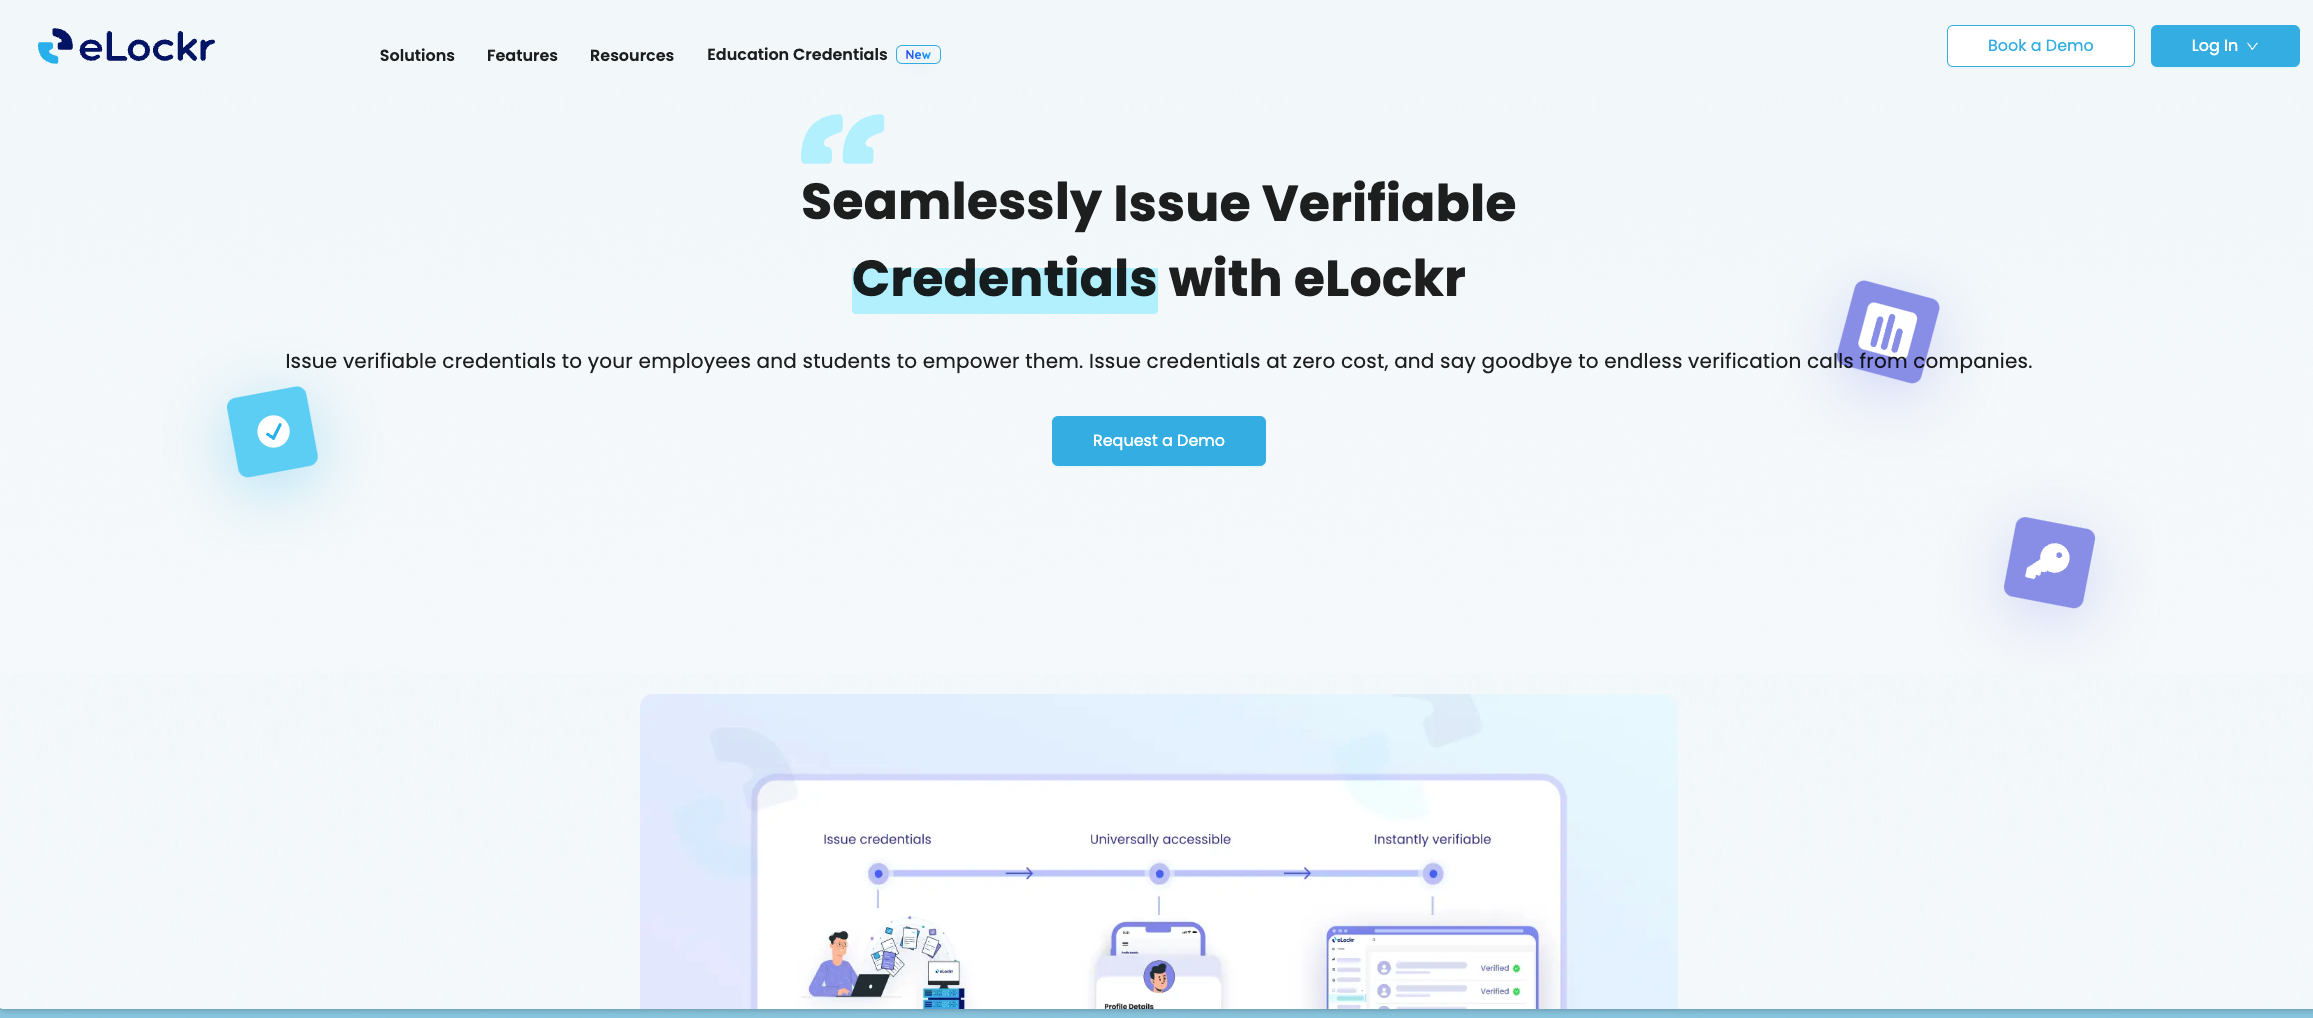 eLockr
Solutions Features Resources Education Credentials New
Book a Demo Log In
Seamlessly Issue Verifiable
Credentials with eLockr
Issue verifiable credentials to your employees and students to empower them. Issue credentials at zero cost, and say goodbye to endless verification calls from companies.
Request a Demo
Issue credentials Universally accessible Instantly verifiable
eLockr
eLockr
Verified
Verified
Profile Details